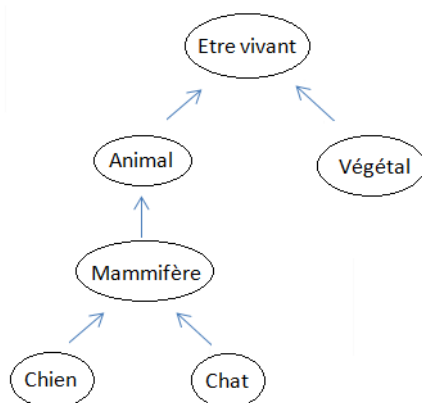 Etre vivant
Animal
Végétal
Mammifère
Chien
Chat